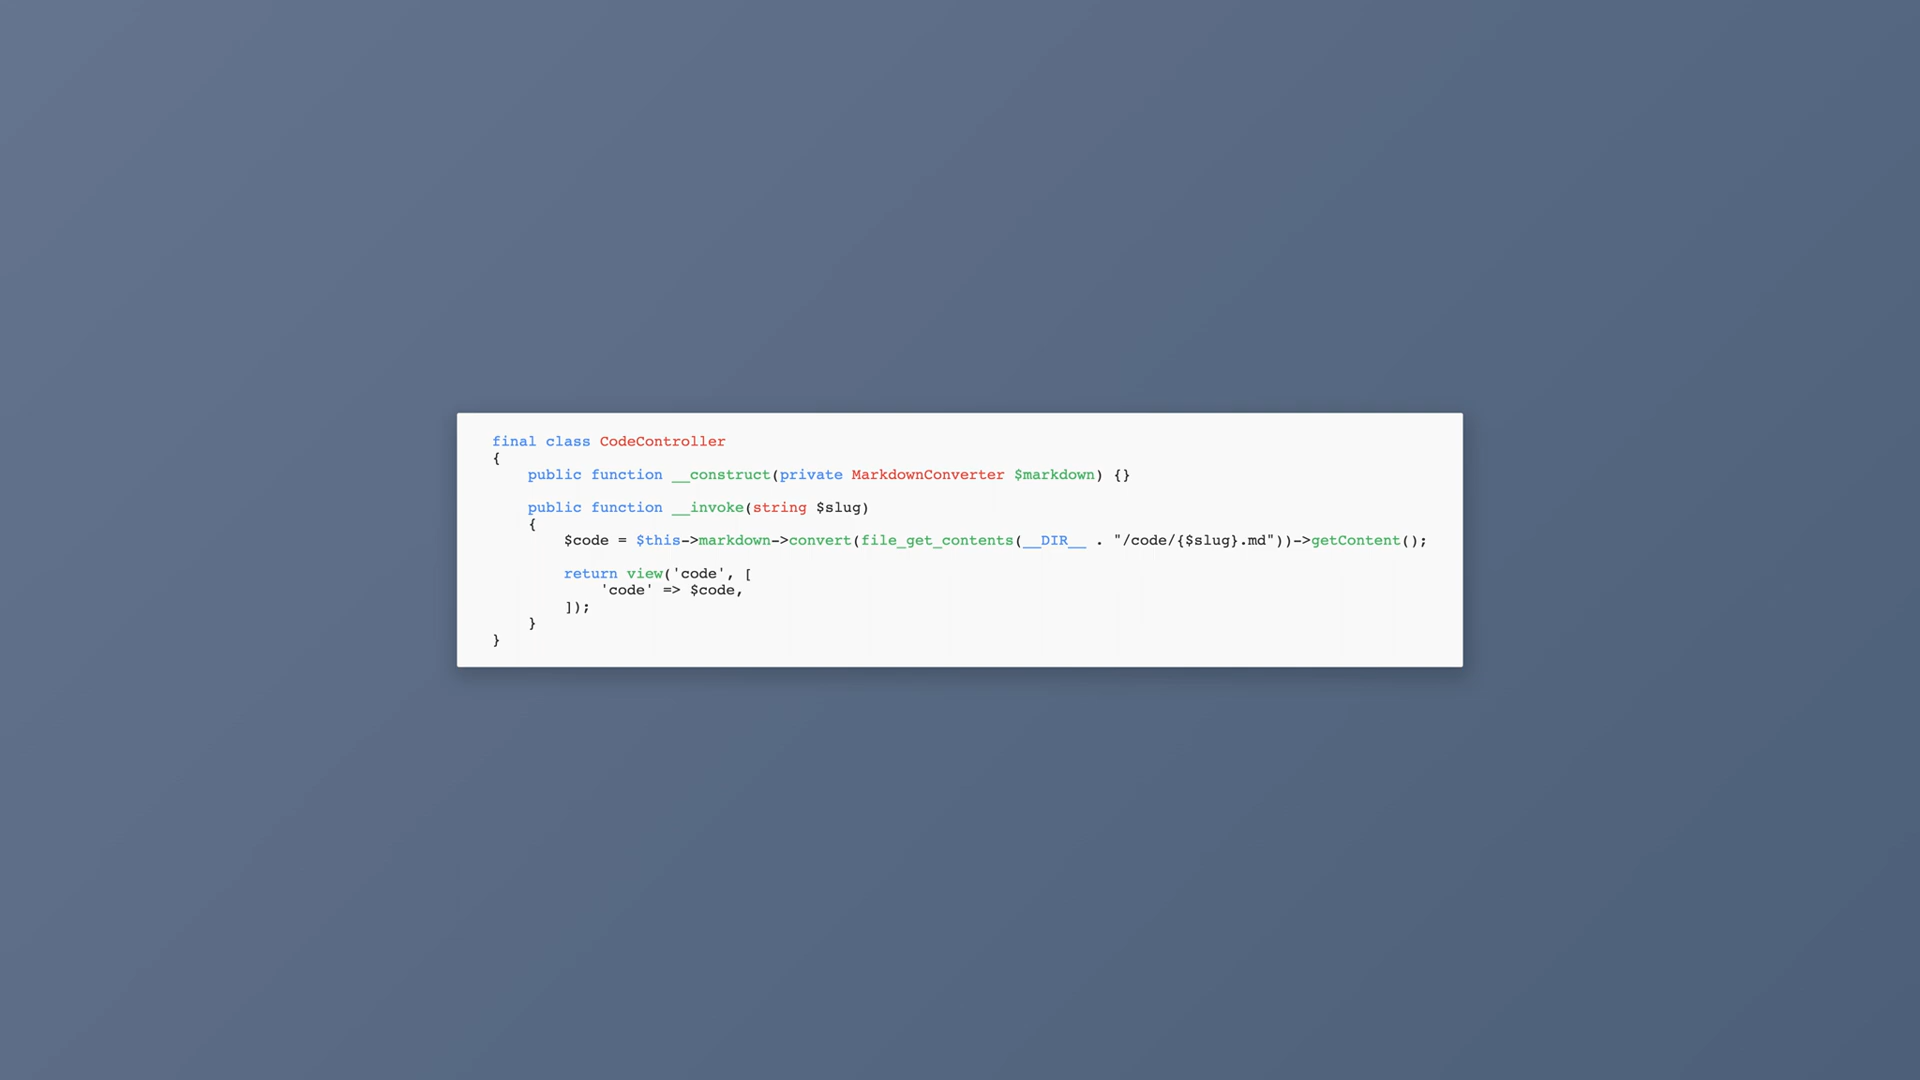 final class CodeController
{
    public function __construct(private MarkdownConverter $markdown) {}
    public function __invoke(string $slug)
    {
        $code = $this->markdown->convert(file_get_contents(__DIR__ . "/code/{$slug}.md"))->getContent();
        return view('code', [
            'code' => $code,
        ]);
    }
}